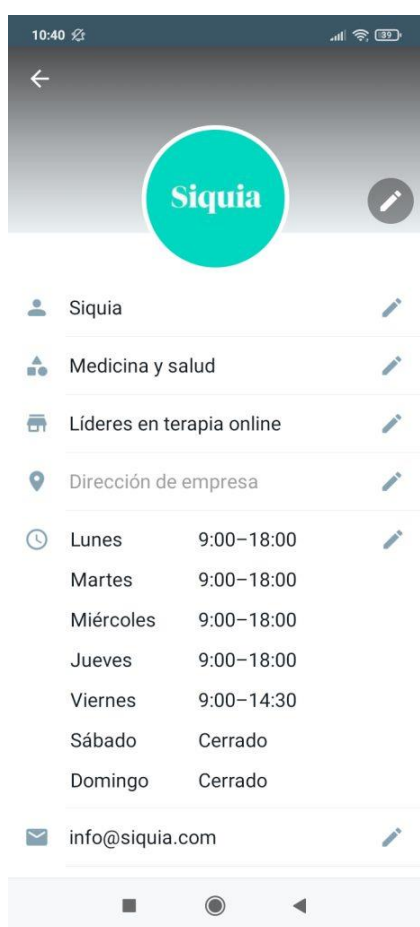 10:40
39
Siquia
Siquia
Medicina y salud
Líderes en terapia online
Dirección de empresa
Lunes 9:00–18:00
Martes 9:00–18:00
Miércoles 9:00–18:00
Jueves 9:00–18:00
Viernes 9:00–14:30
Sábado Cerrado
Domingo Cerrado
info@siquia.com